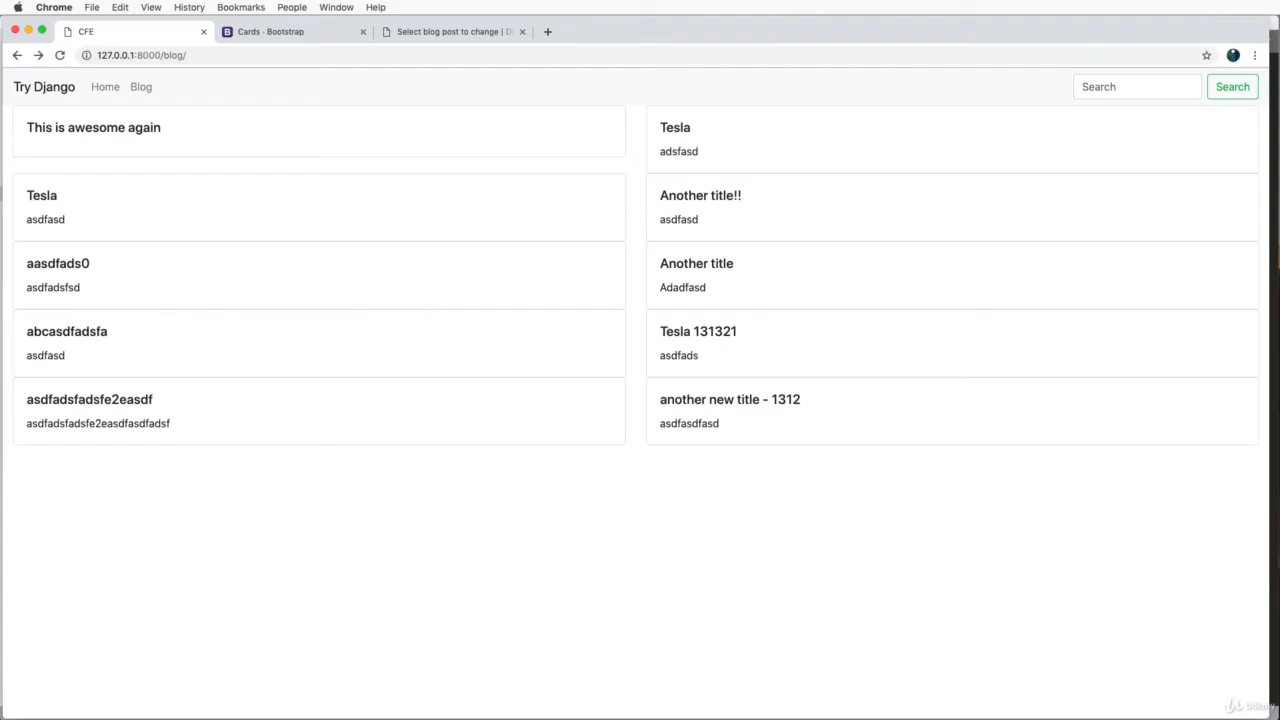 Chrome File Edit View History Bookmarks People Window Help
CFE
Cards · Bootstrap
Select blog post to change | D
127.0.0.1:8000/blog/
Try Django Home Blog
Search Search
This is awesome again
Tesla
adsfasd
Tesla
asdfasd
Another title!!
asdfasd
aasdfads0
asdfadsfsd
Another title
Adadfasd
abcasdfadsfa
asdfasd
Tesla 131321
asdfads
asdfadsfadsfe2easdf
asdfadsfadsfe2easdfasdfadsf
another new title - 1312
asdfasdfasd
Udemy